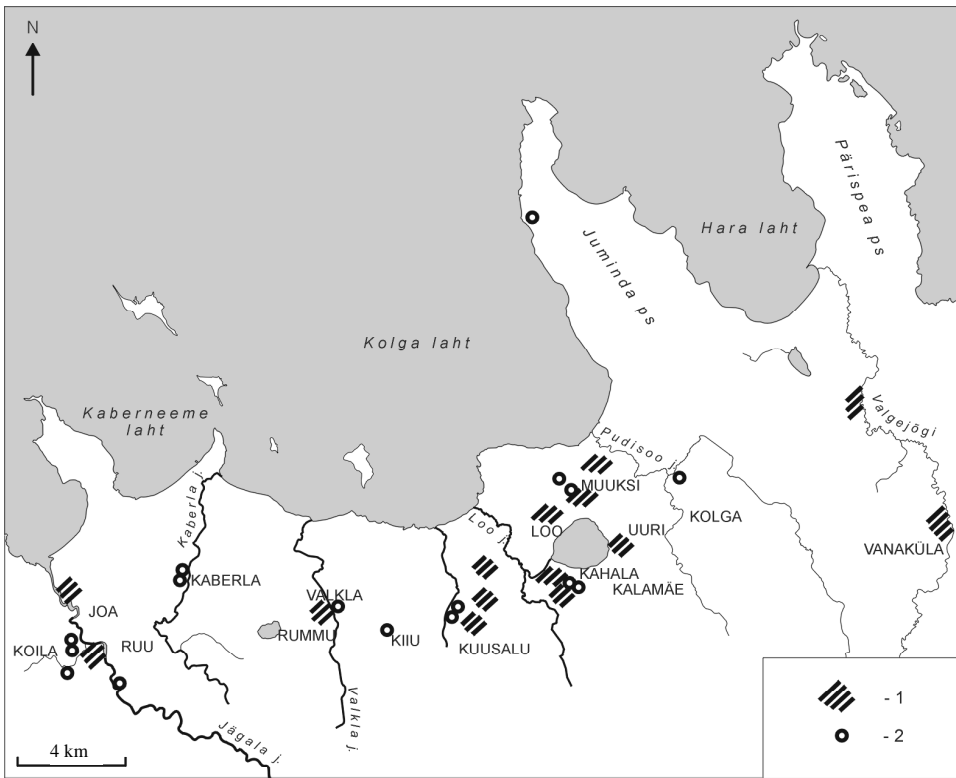 N
Pärispea ps
Hara laht
Juminda ps
Kolga laht
Kaberneeme
laht
Valgejõgi
Pudisoo j.
Kaberla j.
MUUKSI
Loo j.
LOO
UURI
KOLGA
VANAKÜLA
KABERLA
KAHALA
KALAMÄE
VALKLA
JOA
RUMMU
KIIU
KUUSALU
KOILA
RUU
Valkla j.
Jägala j.
4 km
- 1
- 2